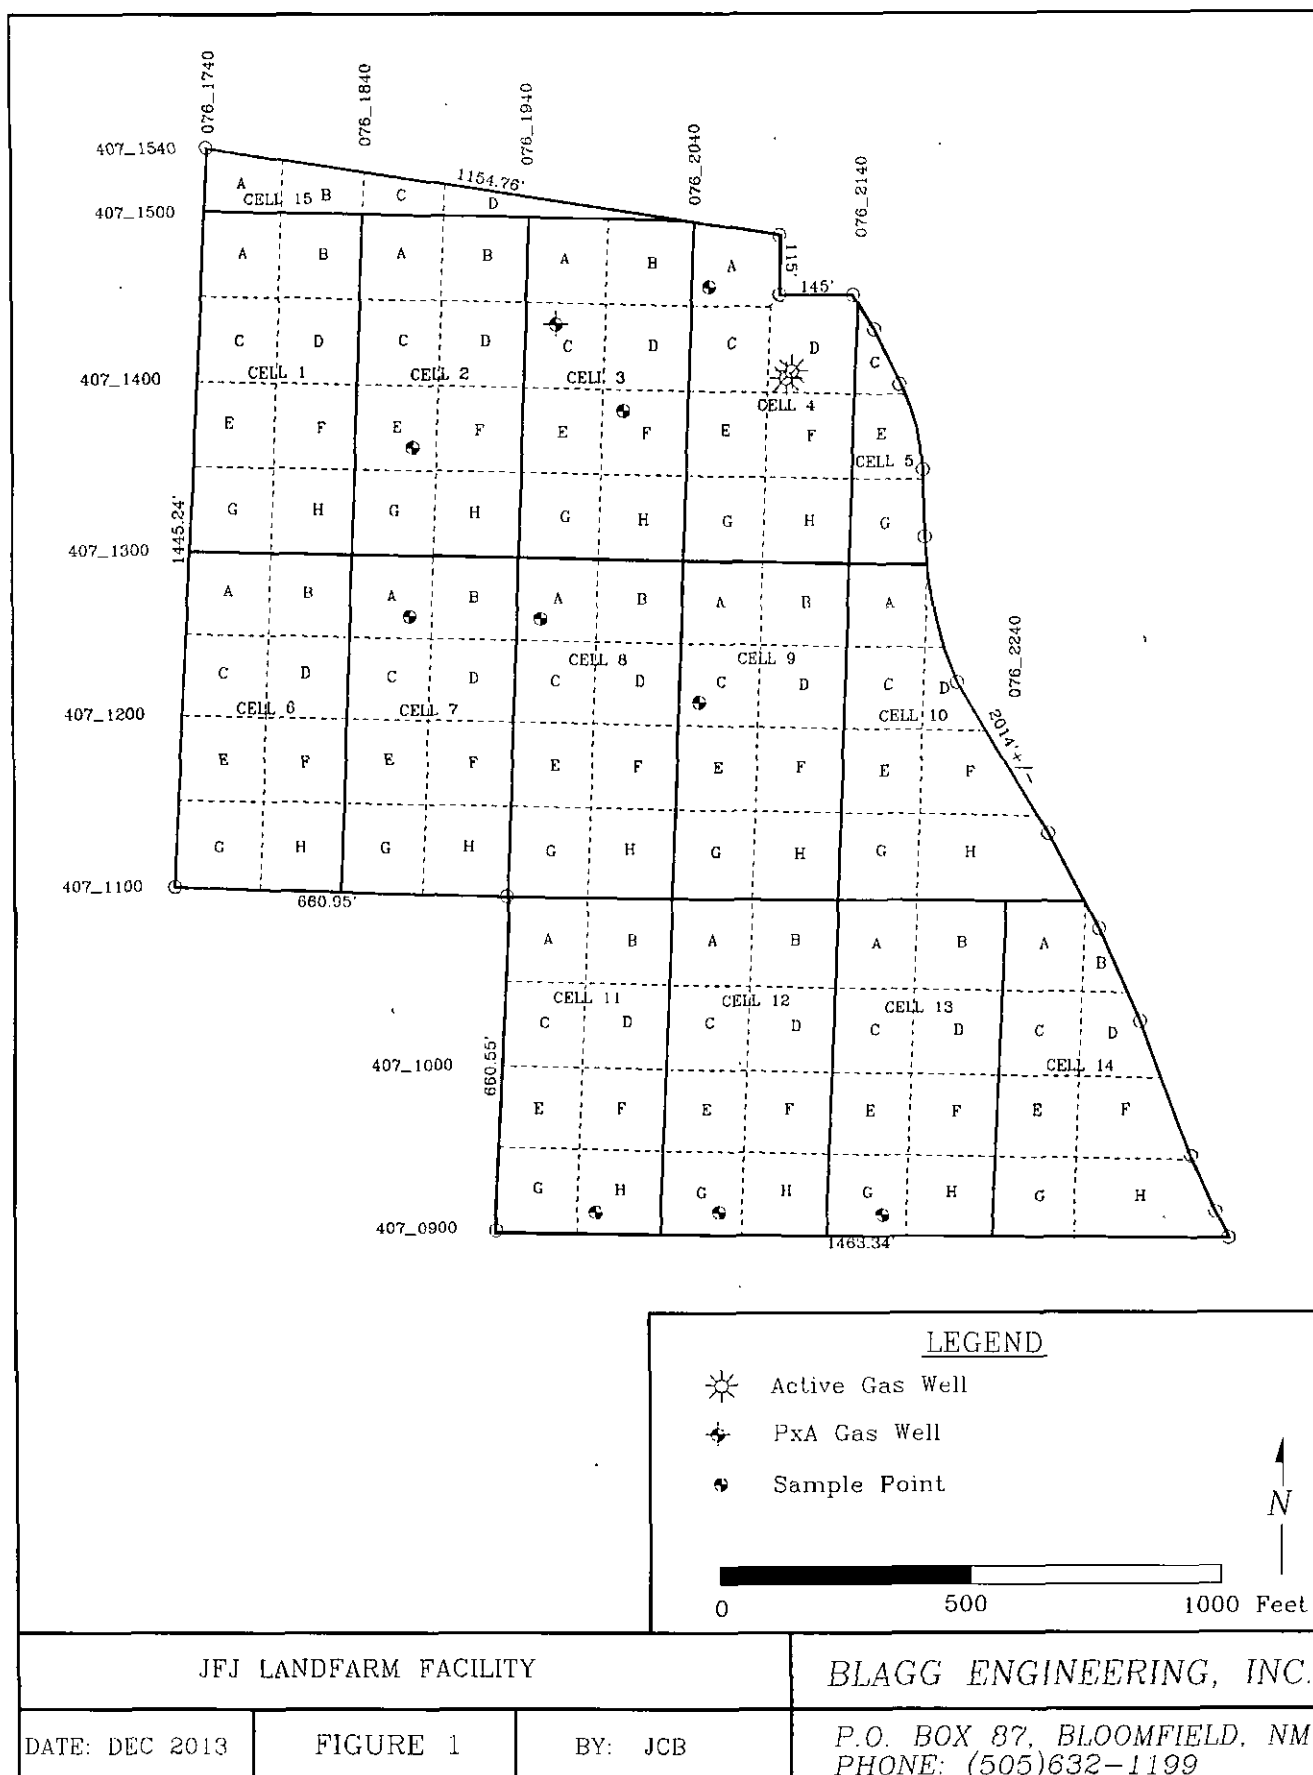 076_1740
076_1840
076_1940
076_2040
076_2140
407_1540
1154.76'
A B C D
CELL 15
407_1500
115'
A B A B A B A
145'
C D C D C D C D C
407_1400
CELL 1 CELL 2 CELL 3 CELL 4
E F E F E F E F E
CELL 5
G H G H G H G H G
1445.24'
407_1300
A B A B A B A B A
076_2240
CELL 8 CELL 9
C D C D C D C D C D
407_1200
CELL 6 CELL 7 CELL 10
2014'+/-
E F E F E F E F E F
G H G H G H G H G H
407_1100
660.95'
A B A B A B A B
CELL 11 CELL 12 CELL 13
C D C D C D C D
660.55'
407_1000
CELL 14
E F E F E F E F
G H G H G H G H
407_0900
1463.34'
LEGEND
Active Gas Well
PxA Gas Well
Sample Point
N
0 500 1000 Feet
JFJ LANDFARM FACILITY
BLAGG ENGINEERING, INC.
DATE: DEC 2013
FIGURE 1
BY: JCB
P.O. BOX 87, BLOOMFIELD, NM
PHONE: (505)632-1199